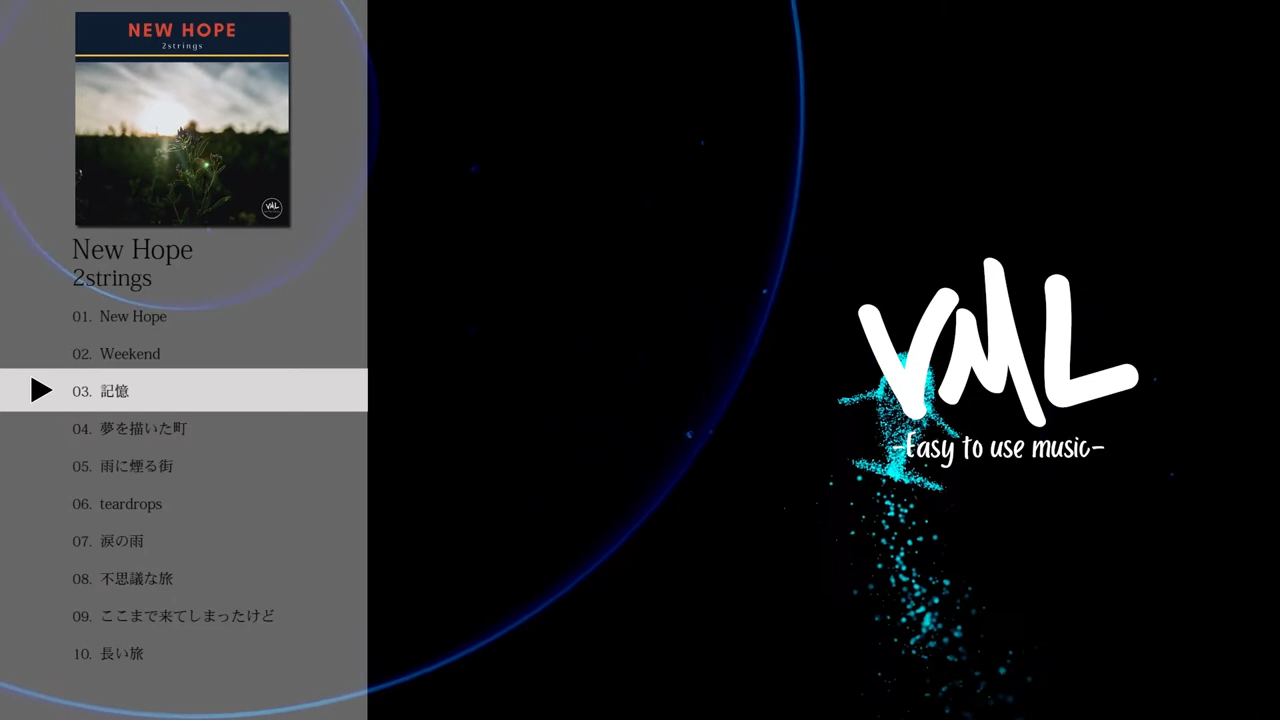 NEW HOPE
2strings
VML
New Hope
2strings
01. New Hope
02. Weekend
03. 記憶
04. 夢を描いた町
05. 雨に煙る街
06. teardrops
07. 涙の雨
08. 不思議な旅
09. ここまで来てしまったけど
10. 長い旅
VML
-Easy to use music-